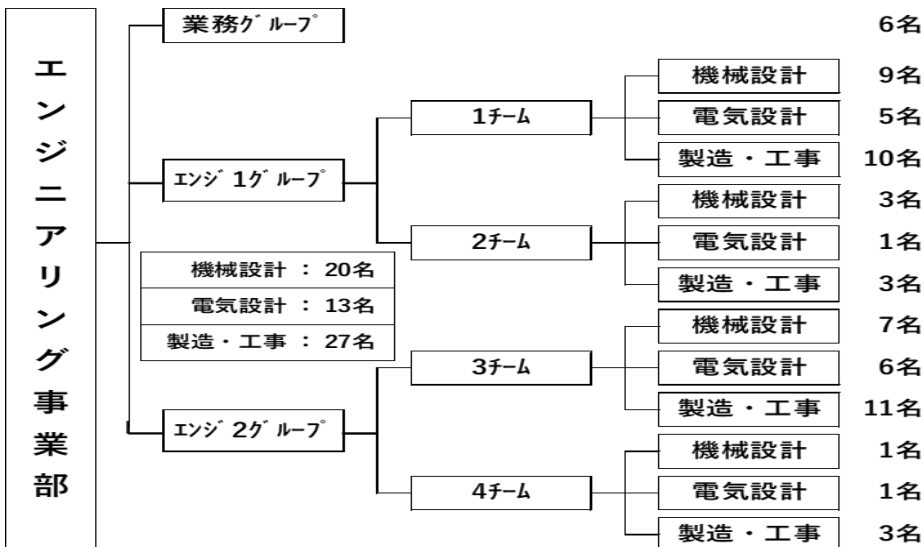 エンジニアリング事業部
業務グループ 6名
エンジ1グループ
1チーム
機械設計 9名
電気設計 5名
製造・工事 10名
2チーム
機械設計 3名
電気設計 1名
製造・工事 3名
機械設計 : 20名
電気設計 : 13名
製造・工事 : 27名
エンジ2グループ
3チーム
機械設計 7名
電気設計 6名
製造・工事 11名
4チーム
機械設計 1名
電気設計 1名
製造・工事 3名